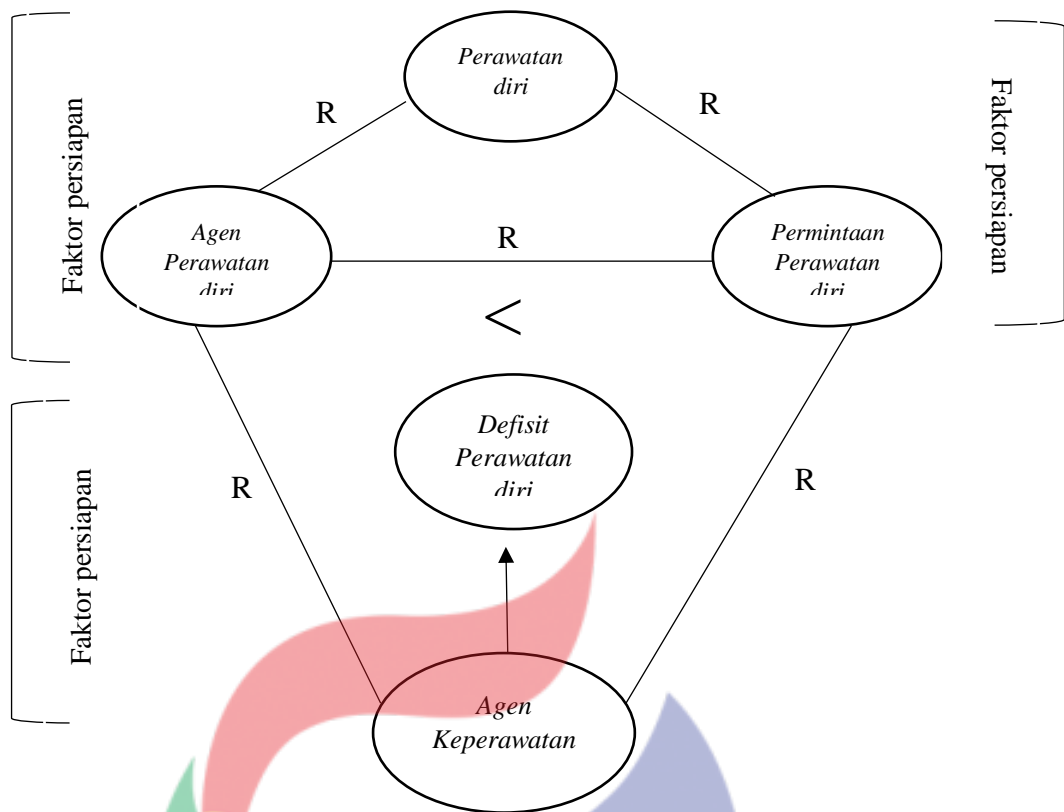 Perawatan
diri
R
R
Faktor persiapan
Faktor persiapan
Agen
Perawatan
diri
R
Permintaan
Perawatan
diri
<
Defisit
Perawatan
diri
R
R
Faktor persiapan
Agen
Keperawatan